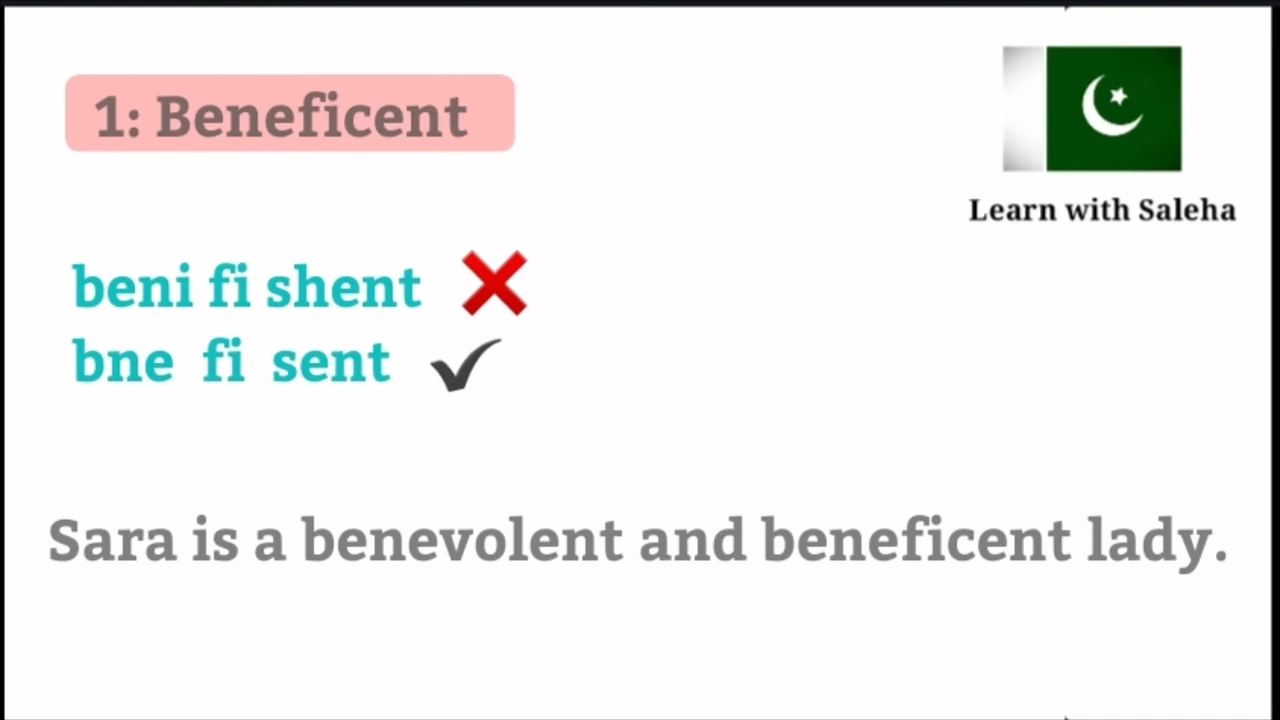 1: Beneficent
Learn with Saleha
beni fi shent
bne fi sent
Sara is a benevolent and beneficent lady.